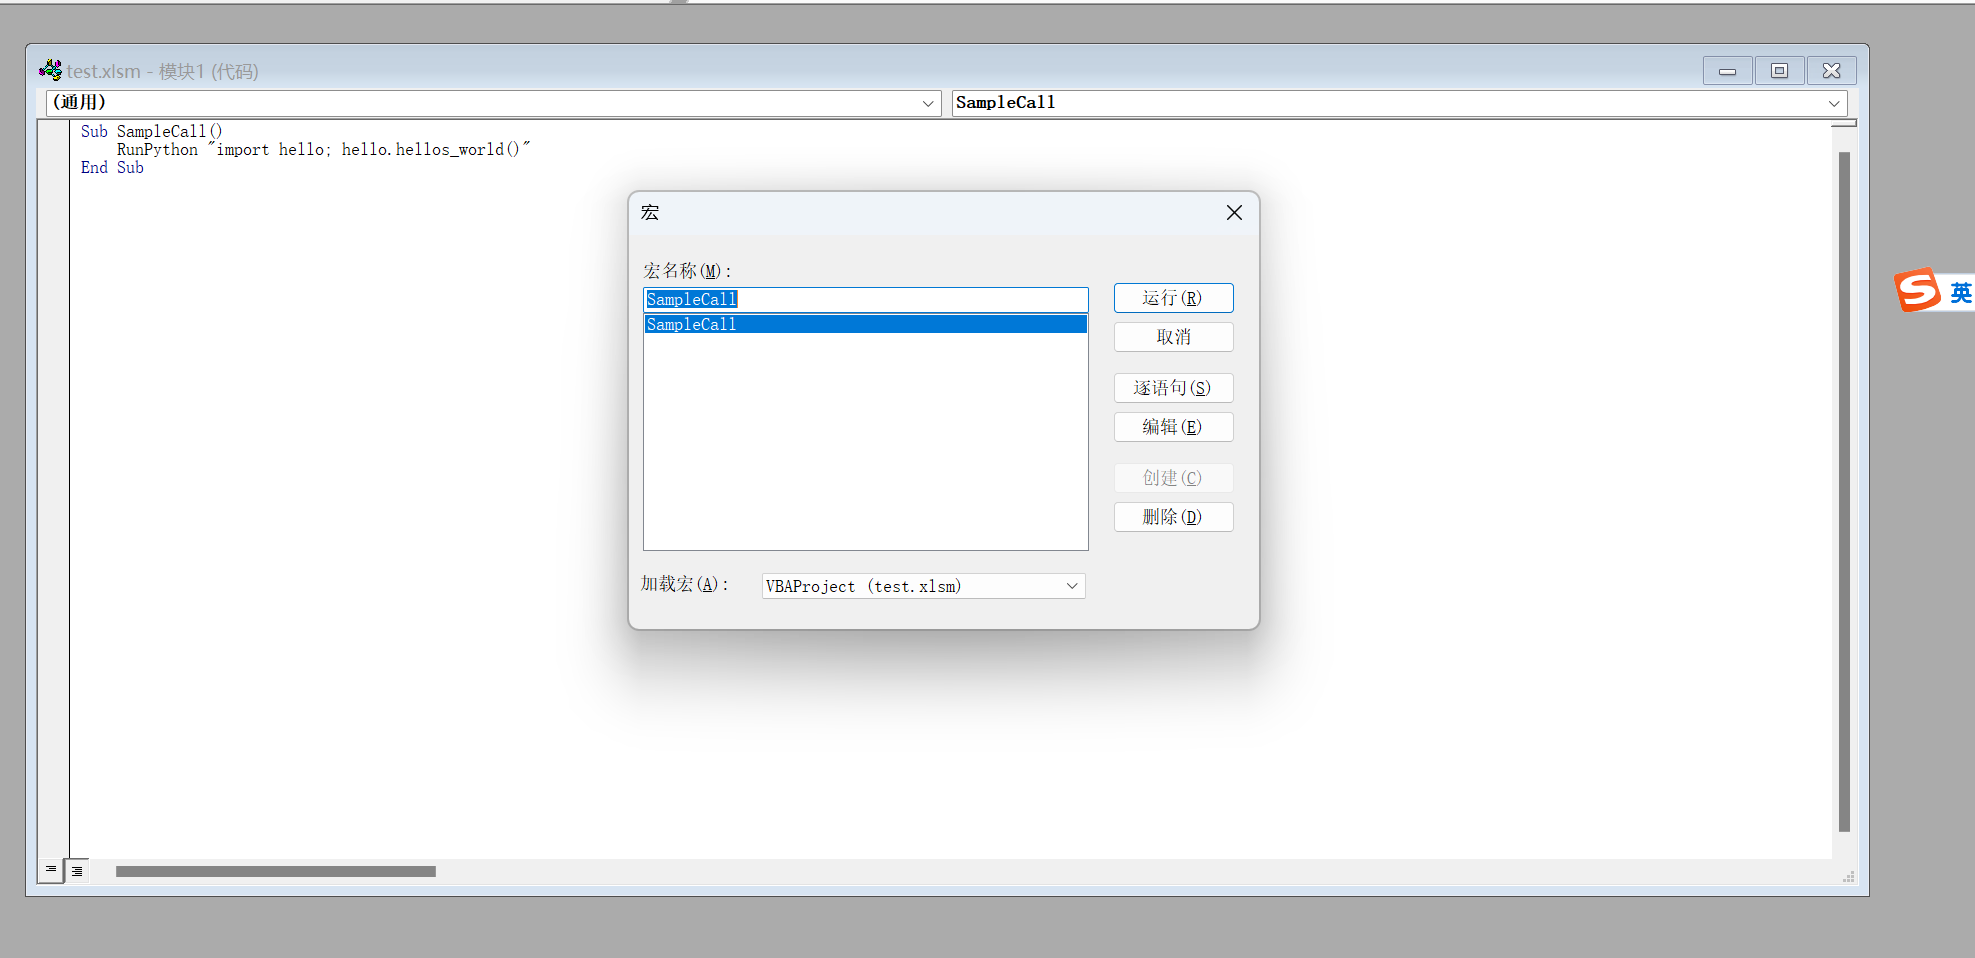 test.xlsm - 模块1 (代码)
(通用)
SampleCall
Sub SampleCall()
RunPython "import hello; hello.hellos_world()"
End Sub
宏
宏名称(M):
SampleCall
SampleCall
运行(R)
取消
逐语句(S)
编辑(E)
创建(C)
删除(D)
加载宏(A):
VBAProject (test.xlsm)
S
英